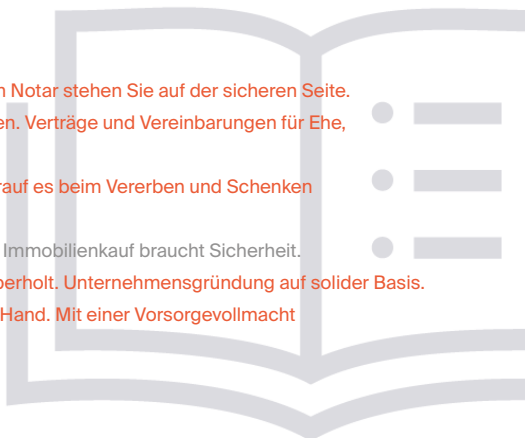 Notar stehen Sie auf der sicheren Seite.
en. Verträge und Vereinbarungen für Ehe,
rauf es beim Vererben und Schenken
Immobilienkauf braucht Sicherheit.
erholt. Unternehmensgründung auf solider Basis.
Hand. Mit einer Vorsorgevollmacht